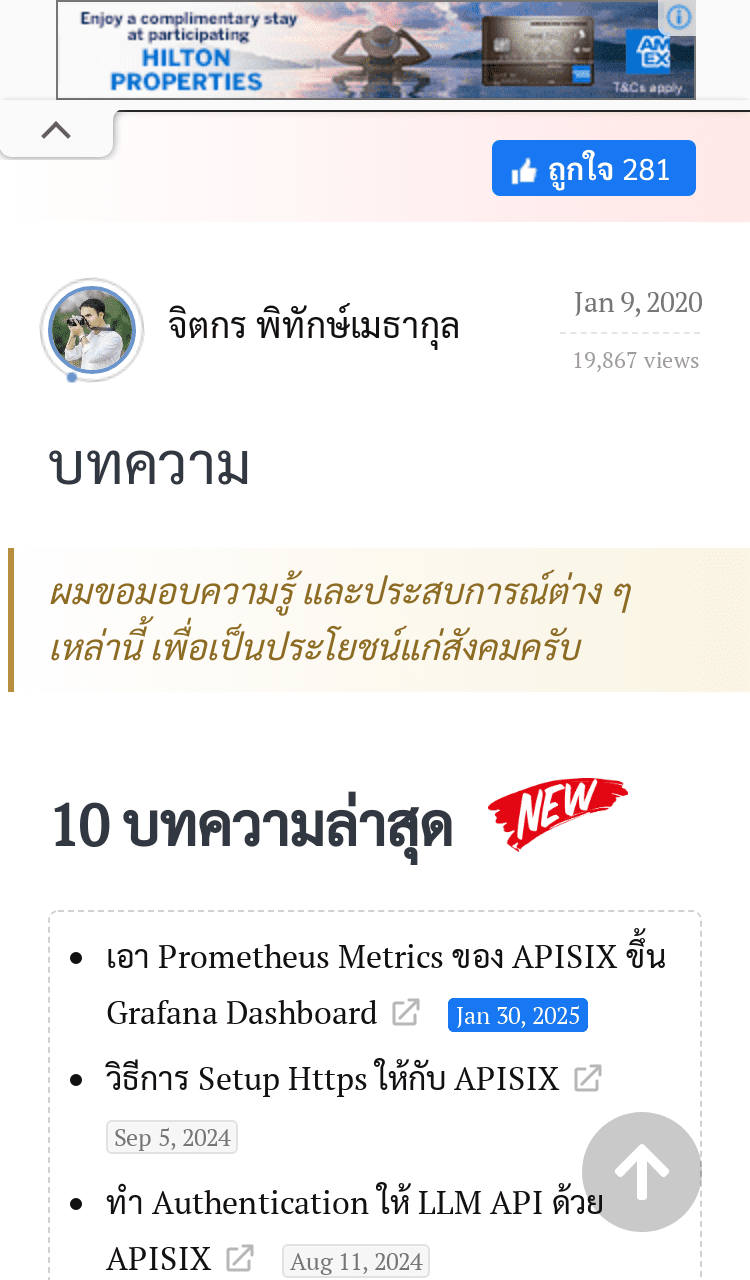 Enjoy a complimentary stay
at participating
HILTON
PROPERTIES
AM
EX
T&Cs apply.
ถูกใจ 281
จิตกร พิทักษ์เมธากุล
Jan 9, 2020
19,867 views
บทความ
ผมขอมอบความรู้ และประสบการณ์ต่าง ๆ
เหล่านี้ เพื่อเป็นประโยชน์แก่สังคมครับ
10 บทความล่าสุด NEW
เอา Prometheus Metrics ของ APISIX ขึ้น
Grafana Dashboard Jan 30, 2025
วิธีการ Setup Https ให้กับ APISIX
Sep 5, 2024
ทำ Authentication ให้ LLM API ด้วย
APISIX Aug 11, 2024